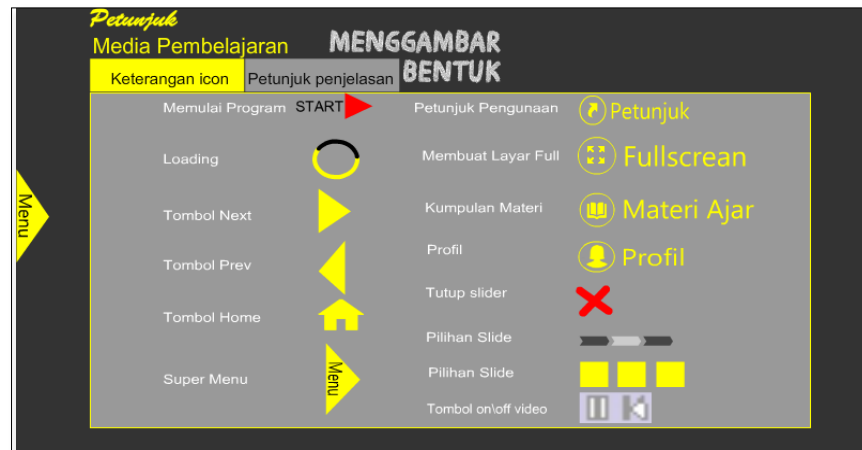 Petunjuk
Media Pembelajaran
MENGGAMBAR
BENTUK
Keterangan icon
Petunjuk penjelasan
Menu
Memulai Program START
Loading
Tombol Next
Tombol Prev
Tombol Home
Super Menu Menu
Petunjuk Pengunaan Petunjuk
Membuat Layar Full Fullscrean
Kumpulan Materi Materi Ajar
Profil Profil
Tutup slider
Pilihan Slide
Pilihan Slide
Tombol on\off video